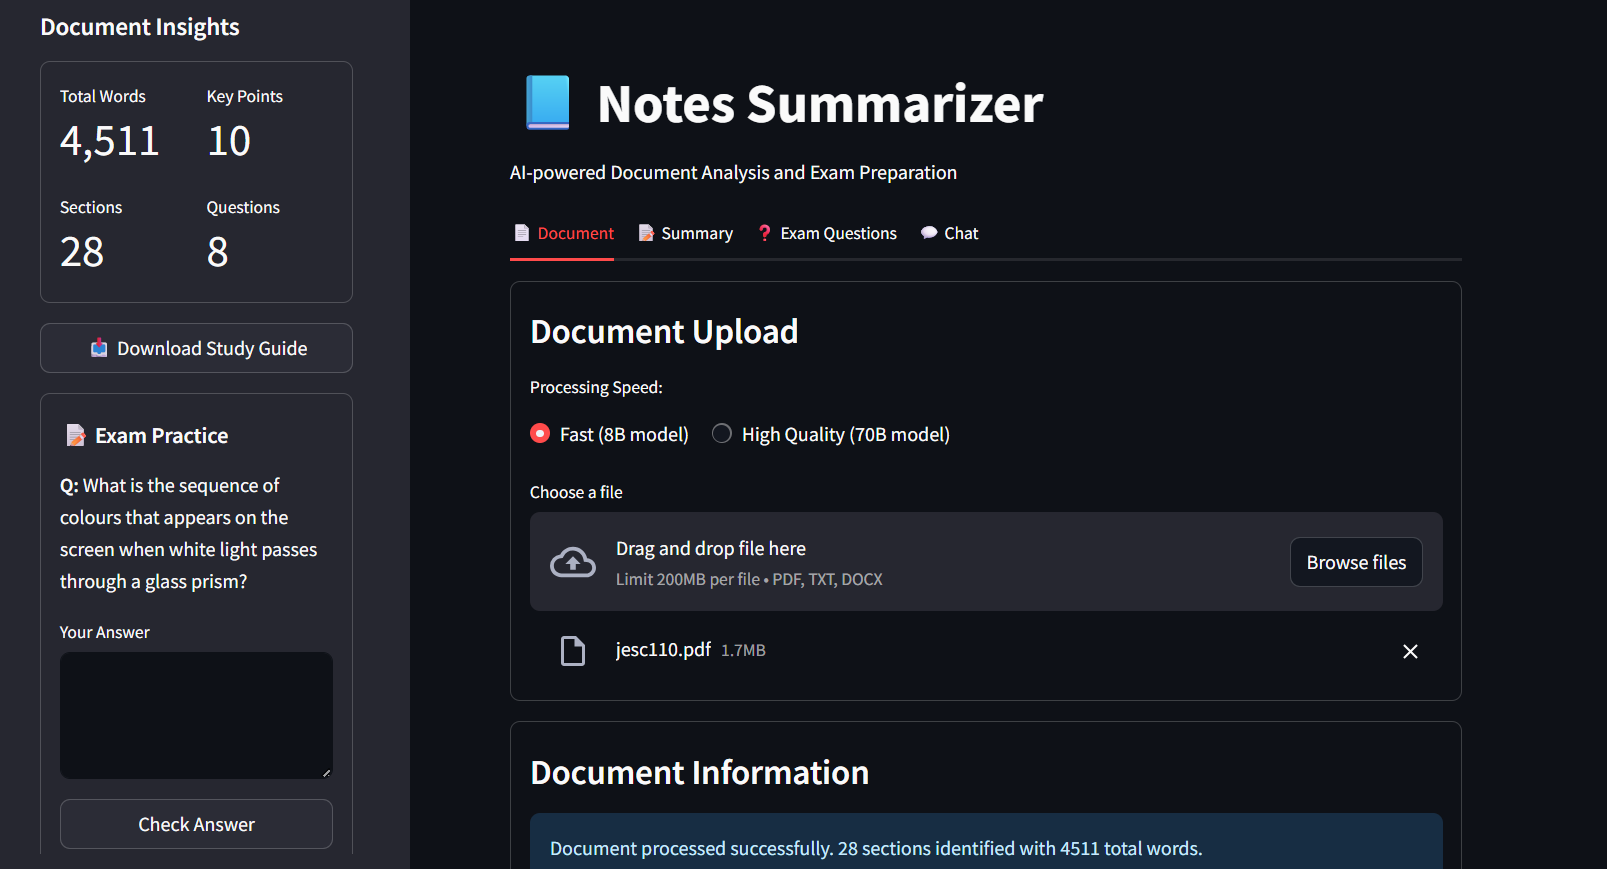 Document Insights
Total Words
Key Points
4,511
10
Sections
Questions
28
8
Download Study Guide
Exam Practice
Q: What is the sequence of
colours that appears on the
screen when white light passes
through a glass prism?
Your Answer
Check Answer
Notes Summarizer
AI-powered Document Analysis and Exam Preparation
Document
Summary
Exam Questions
Chat
Document Upload
Processing Speed:
Fast (8B model)
High Quality (70B model)
Choose a file
Drag and drop file here
Limit 200MB per file • PDF, TXT, DOCX
Browse files
jesc110.pdf 1.7MB
Document Information
Document processed successfully. 28 sections identified with 4511 total words.